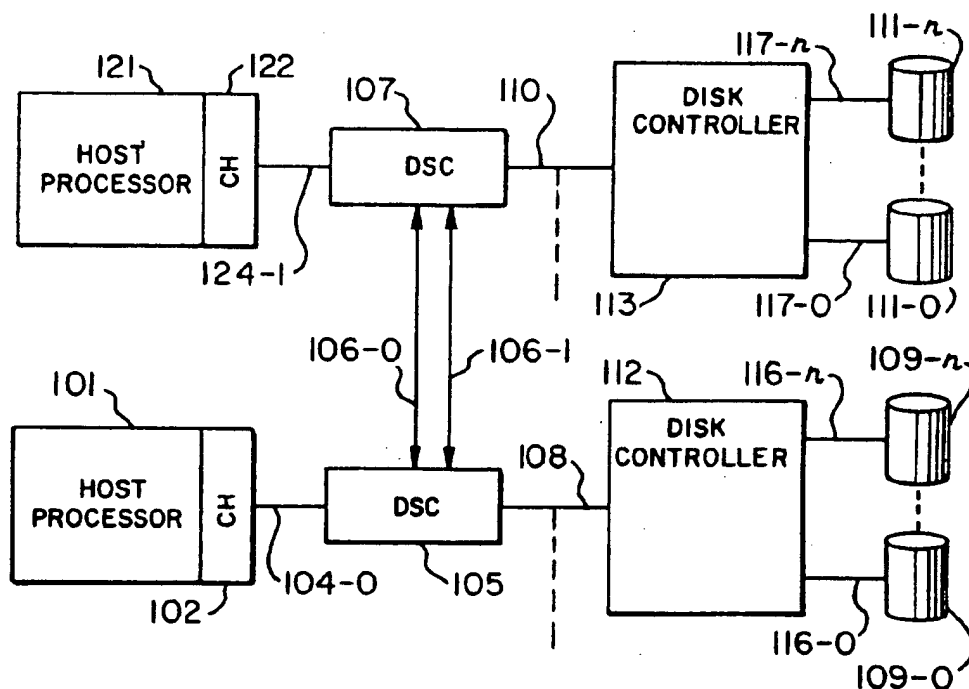 121 122 107 110 117-n 111-n
HOST
PROCESSOR
CH
DSC
DISK
CONTROLLER
124-1
113
117-0
111-0
106-0
106-1
101
112
116-n
109-n
HOST
PROCESSOR
CH
DSC
108
DISK
CONTROLLER
104-0
105
102
116-0
109-0